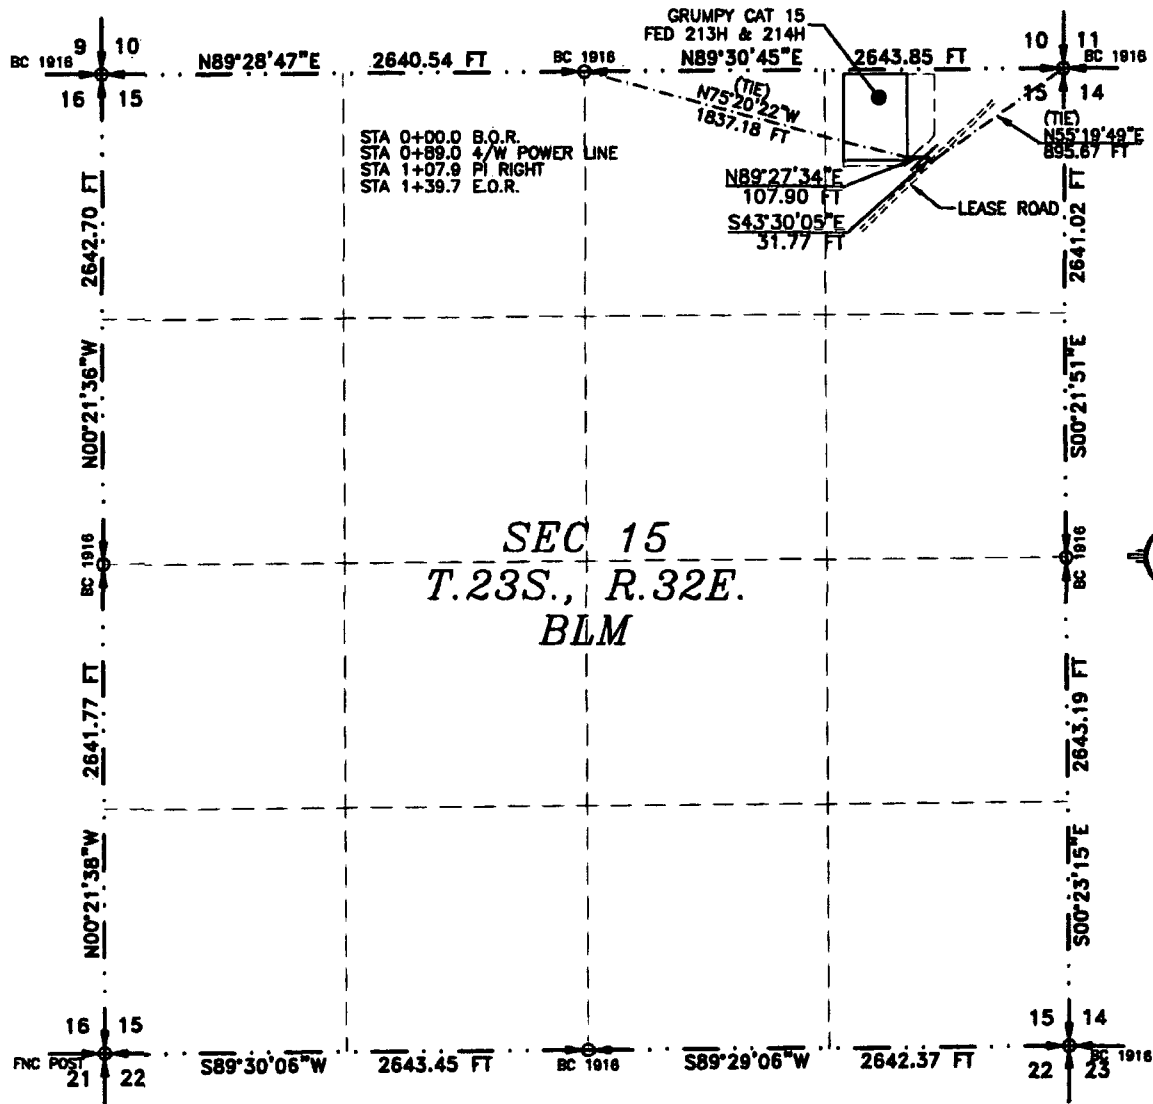 GRUMPY CAT 15
FED 213H & 214H
9
10
BC 1916
16
15
N89°28'47"E
2640.54 FT
BC 1916
N89°30'45"E
2643.85 FT
10
11
BC 1916
15
14
(TIE)
N75°20'22"W
1837.18 FT
(TIE)
N55°19'49"E
895.67 FT
STA 0+00.0 B.O.R.
STA 0+89.0 4/W POWER LINE
STA 1+07.9 PI RIGHT
STA 1+39.7 E.O.R.
N89°27'34"E
107.90 FT
S43°30'05"E
31.77 FT
LEASE ROAD
2642.70 FT
N00°21'36"W
2641.02 FT
S00°21'51"E
BC 1916
BC 1916
SEC 15
T.23S., R.32E.
BLM
2641.77 FT
N00°21'38"W
2643.19 FT
S00°23'15"E
16
15
FNC POST
21
22
S89°30'06"W
2643.45 FT
BC 1916
S89°29'06"W
2642.37 FT
15
14
BC 1916
22
23